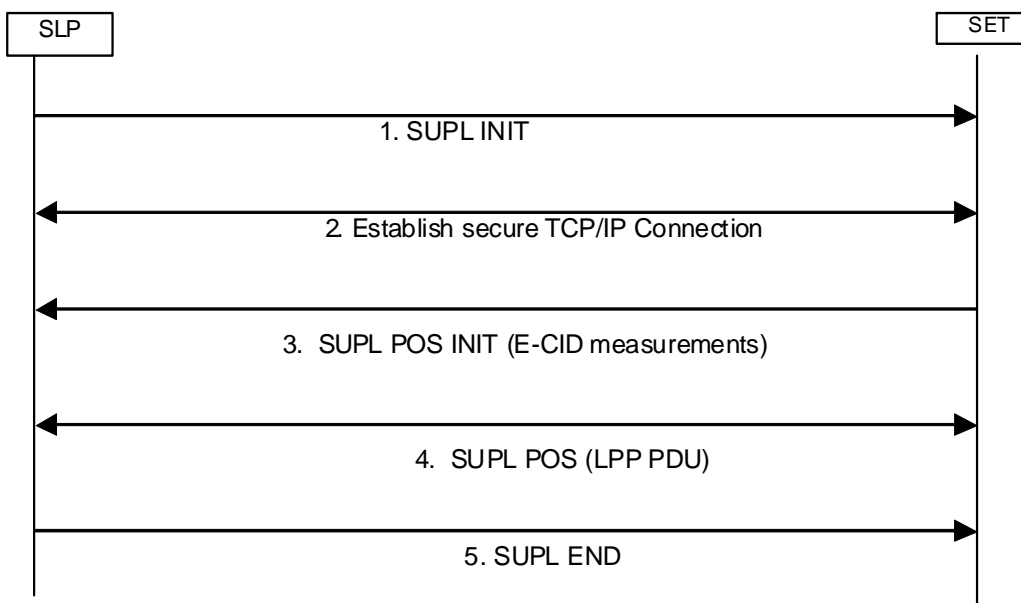 SLP
SET
1. SUPL INIT
2. Establish secure TCP/IP Connection
3. SUPL POS INIT (E-CID measurements)
4. SUPL POS (LPP PDU)
5. SUPL END